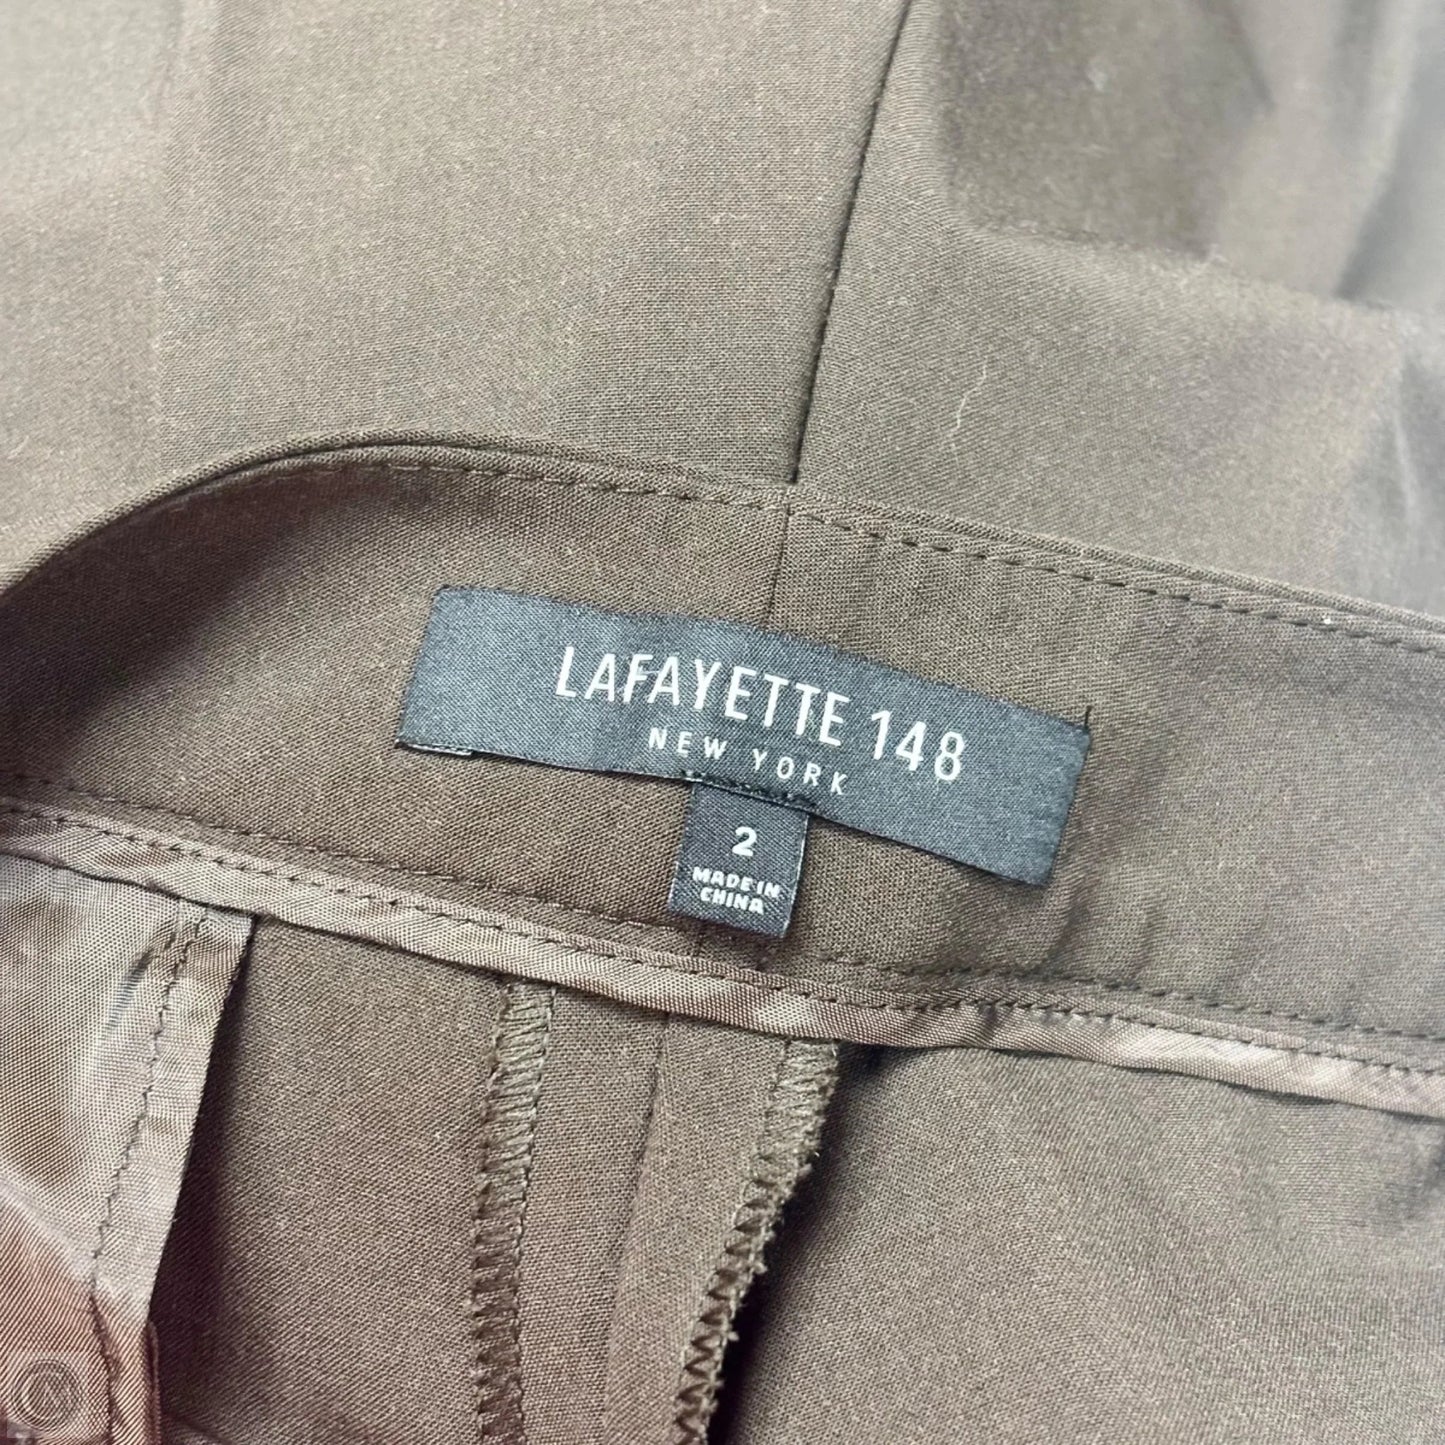 LAFAYETTE 148
NEW YORK
2
MADE IN
CHINA